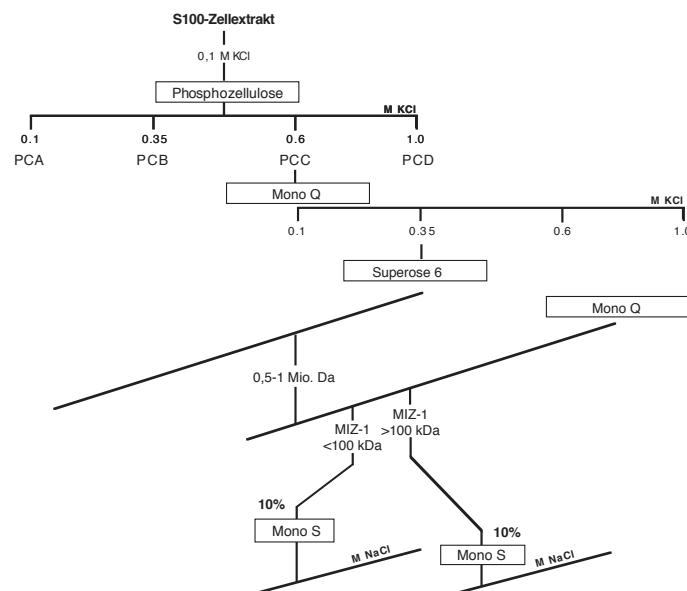 S100-Zellextrakt
0,1 M KCl
Phosphozellulose
M KCl
0.1 0.35 0.6 1.0
PCA PCB PCC PCD
Mono Q
M KCl
0.1 0.35 0.6 1.0
Superose 6
Mono Q
0,5-1 Mio. Da
MIZ-1 <100 kDa
MIZ-1 >100 kDa
10%
Mono S
M NaCl
10%
Mono S
M NaCl